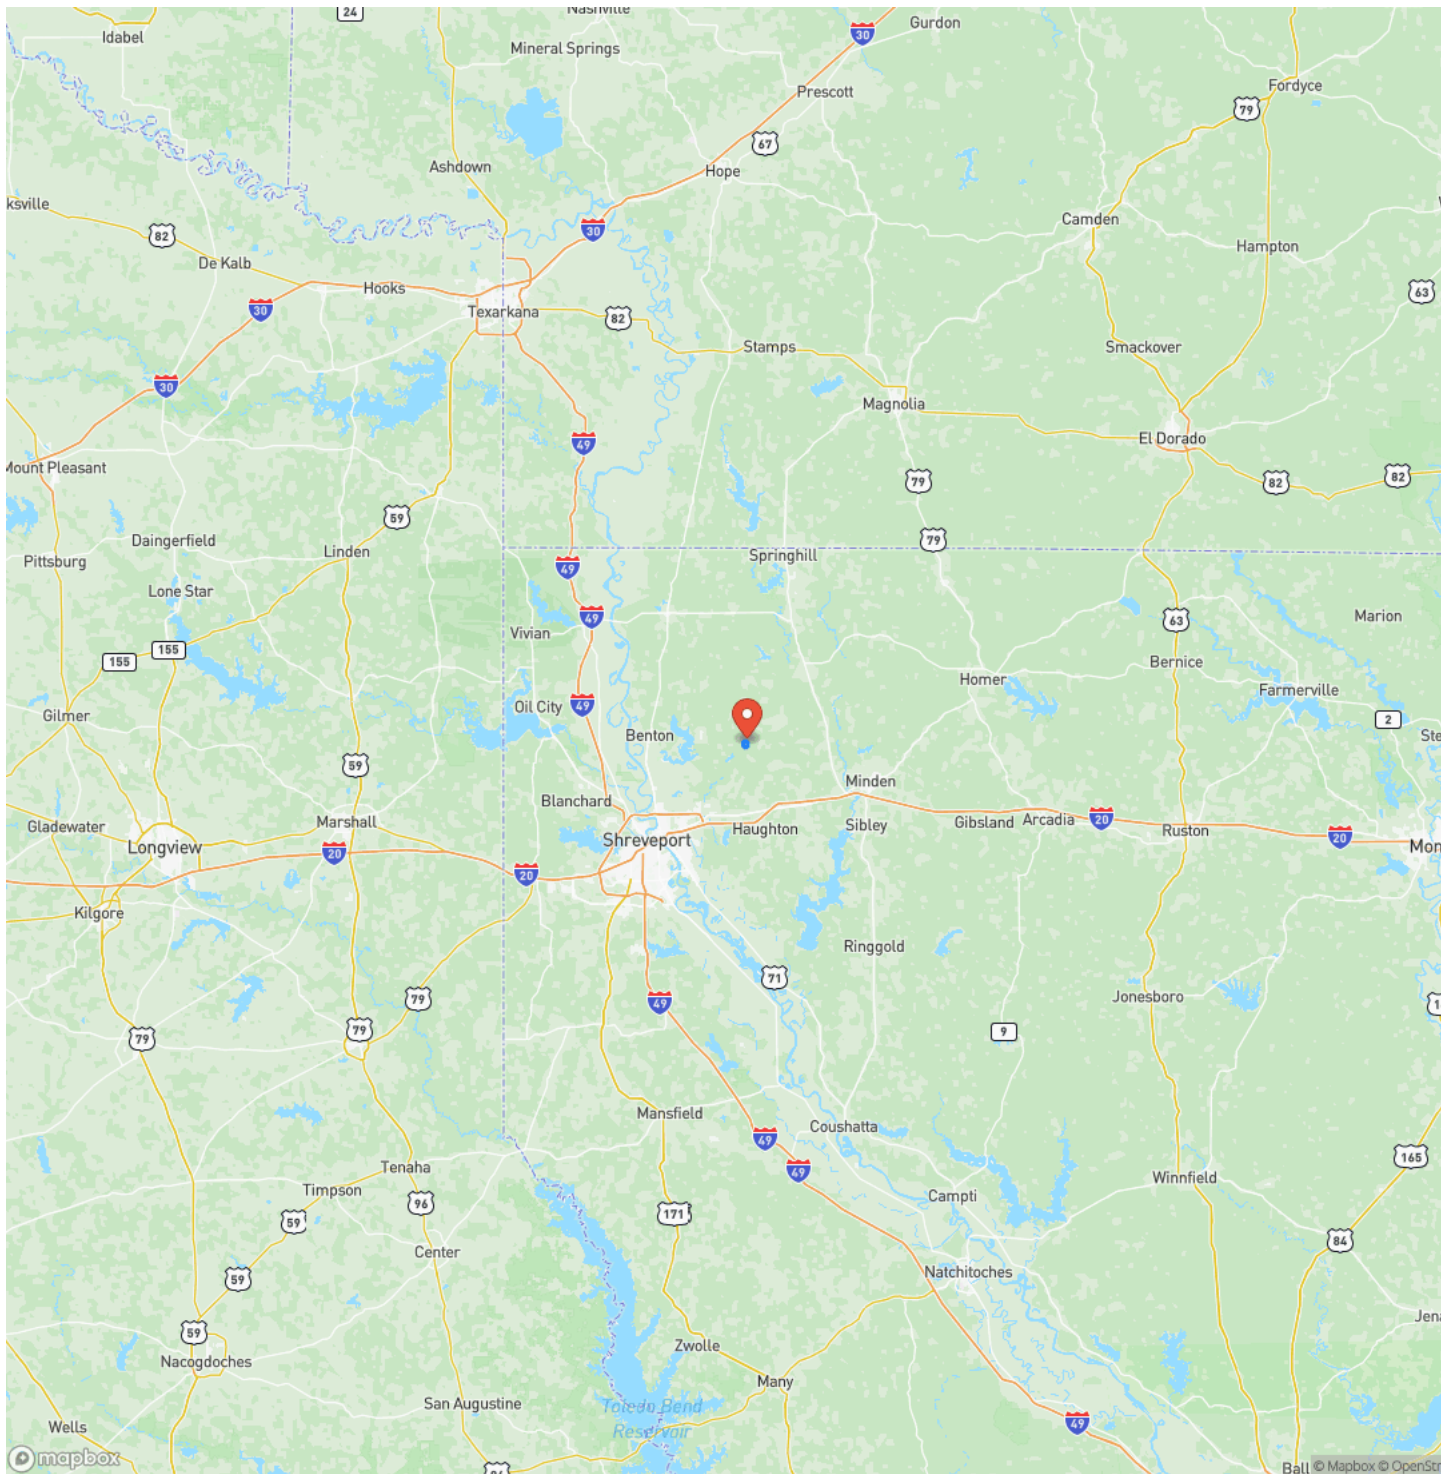 24
Nashville
Idabel
Gurdon
30
Mineral Springs
Fordyce
Prescott
79
67
Ashdown
Hope
ksville
Camden
82
30
Hampton
De Kalb
Hooks
63
30
Texarkana
82
Stamps
Smackover
30
Magnolia
49
El Dorado
Mount Pleasant
79
82
82
59
Daingerfield
79
Linden
Springhill
Pittsburg
49
Lone Star
49
63
Marion
Vivian
155
155
Bernice
Homer
Farmerville
Oil City
49
Gilmer
2
Benton
Ste
59
Minden
Blanchard
Gladewater
Marshall
Haughton
Sibley
Gibsland
Arcadia
20
Ruston
20
Longview
20
Shreveport
Mon
20
Kilgore
Ringgold
71
79
49
Jonesboro
1
79
79
9
Mansfield
Coushatta
49
49
165
Tenaha
Winnfield
Timpson
96
Campti
59
171
84
Center
59
Natchitoches
Jena
59
Zwolle
Nacogdoches
Many
San Augustine
Toledo Bend
Reservoir
49
Wells
mapbox
Ball
© Mapbox © OpenStr